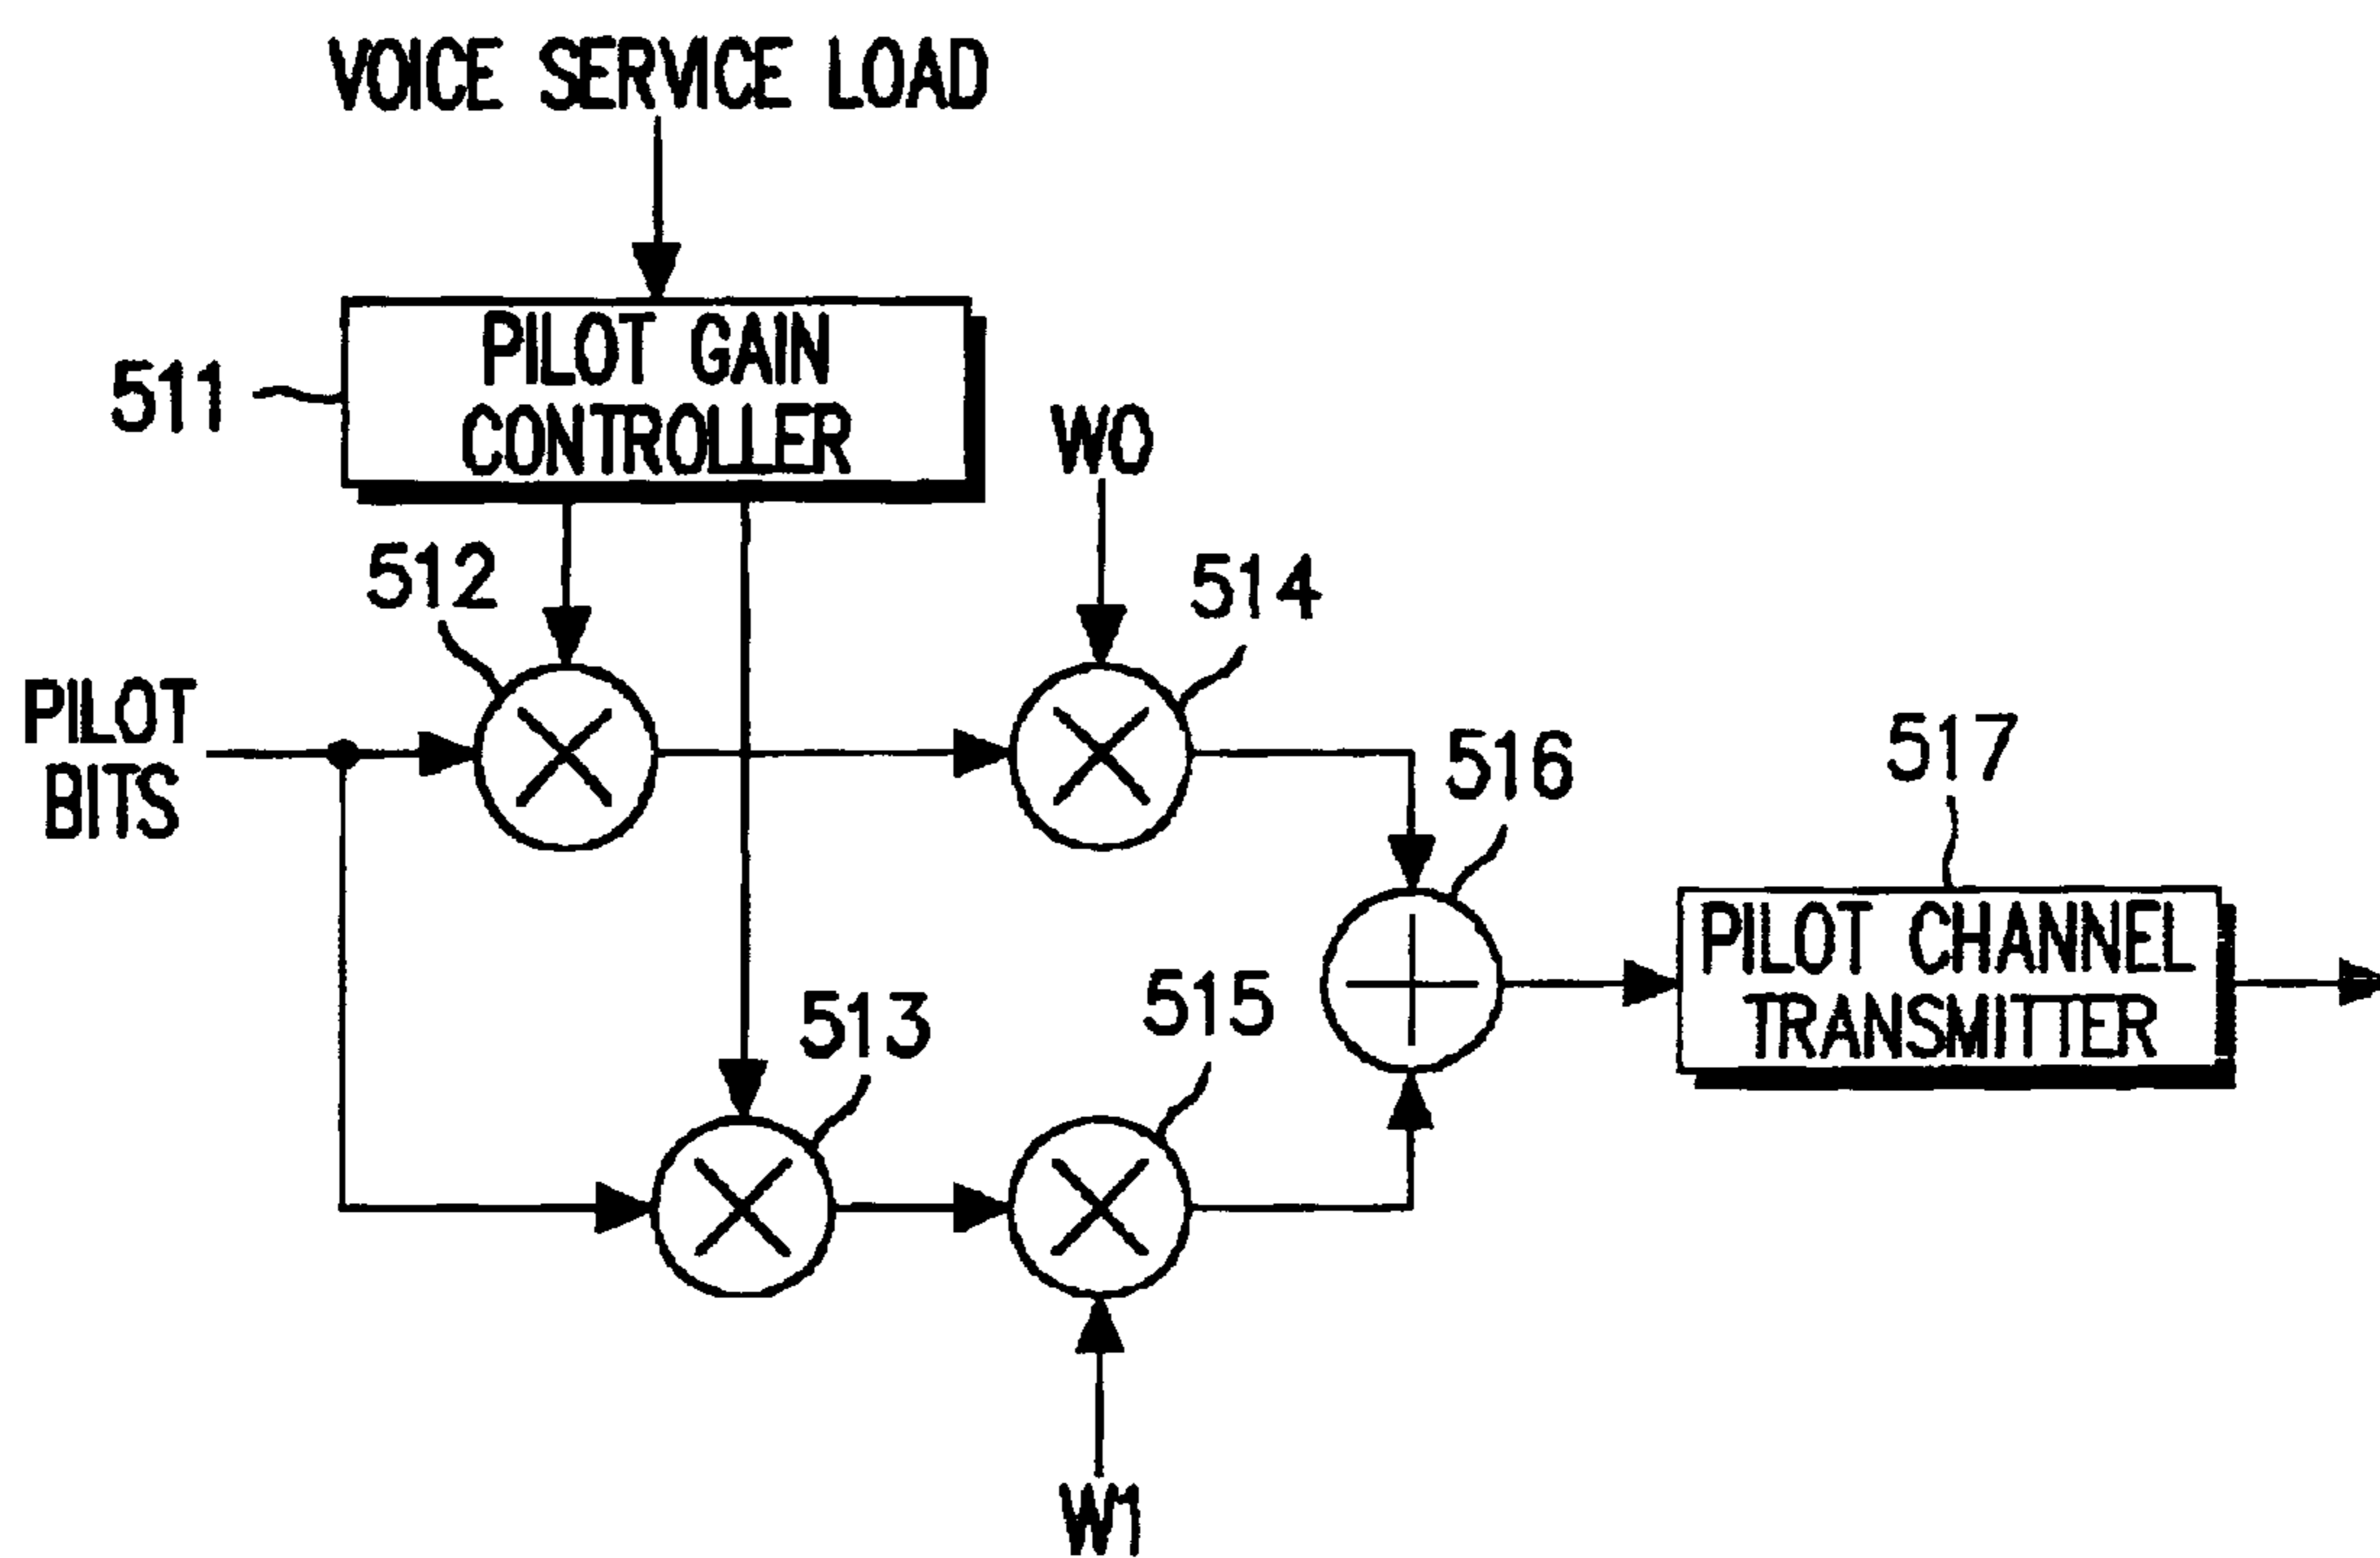 VOICE SERVICE LOAD
PILOT GAIN
CONTROLLER
511
W0
512
514
PILOT
BITS
516
517
PILOT CHANNEL
TRANSMITTER
513
515
W1